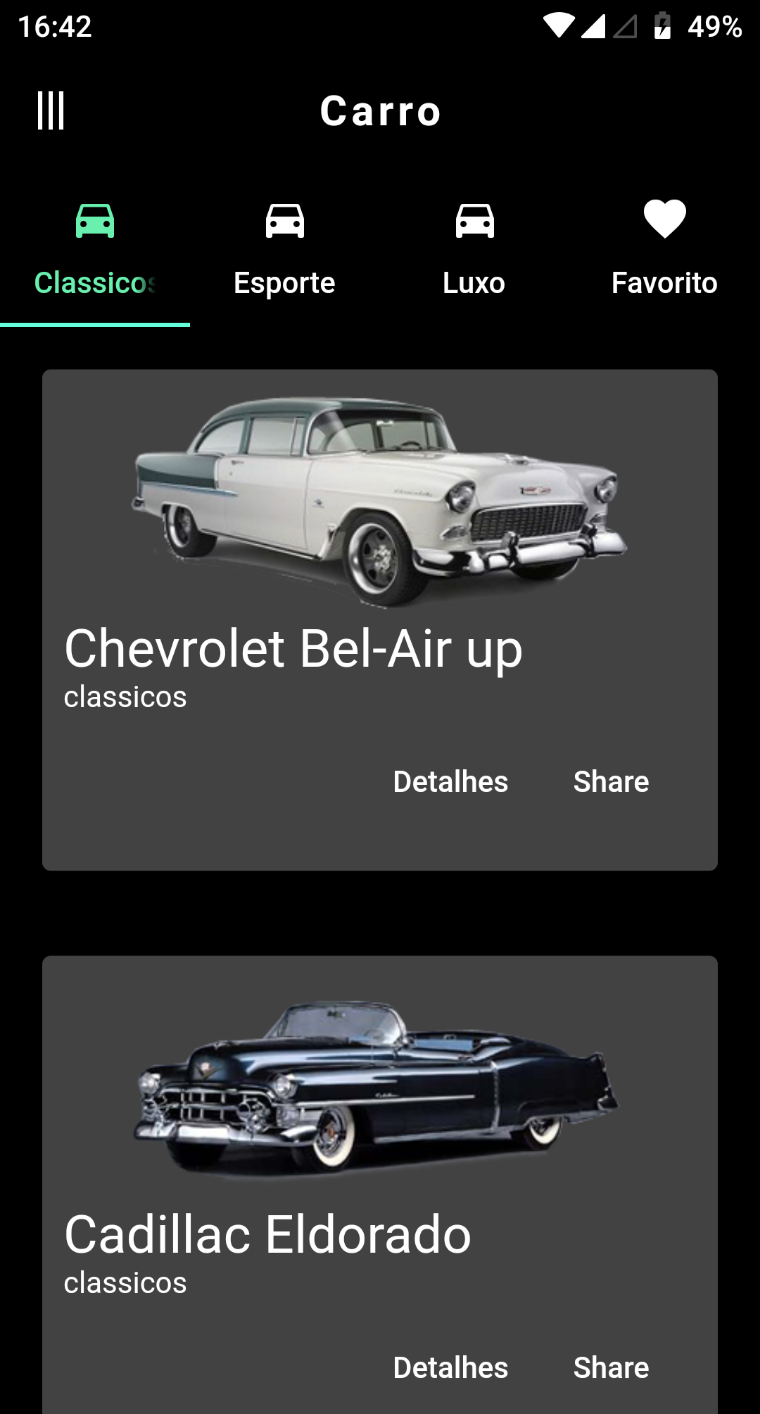 16:42
49%
Carro
Classicos
Esporte
Luxo
Favorito
Chevrolet Bel-Air up
classicos
Detalhes
Share
Cadillac Eldorado
classicos
Detalhes
Share